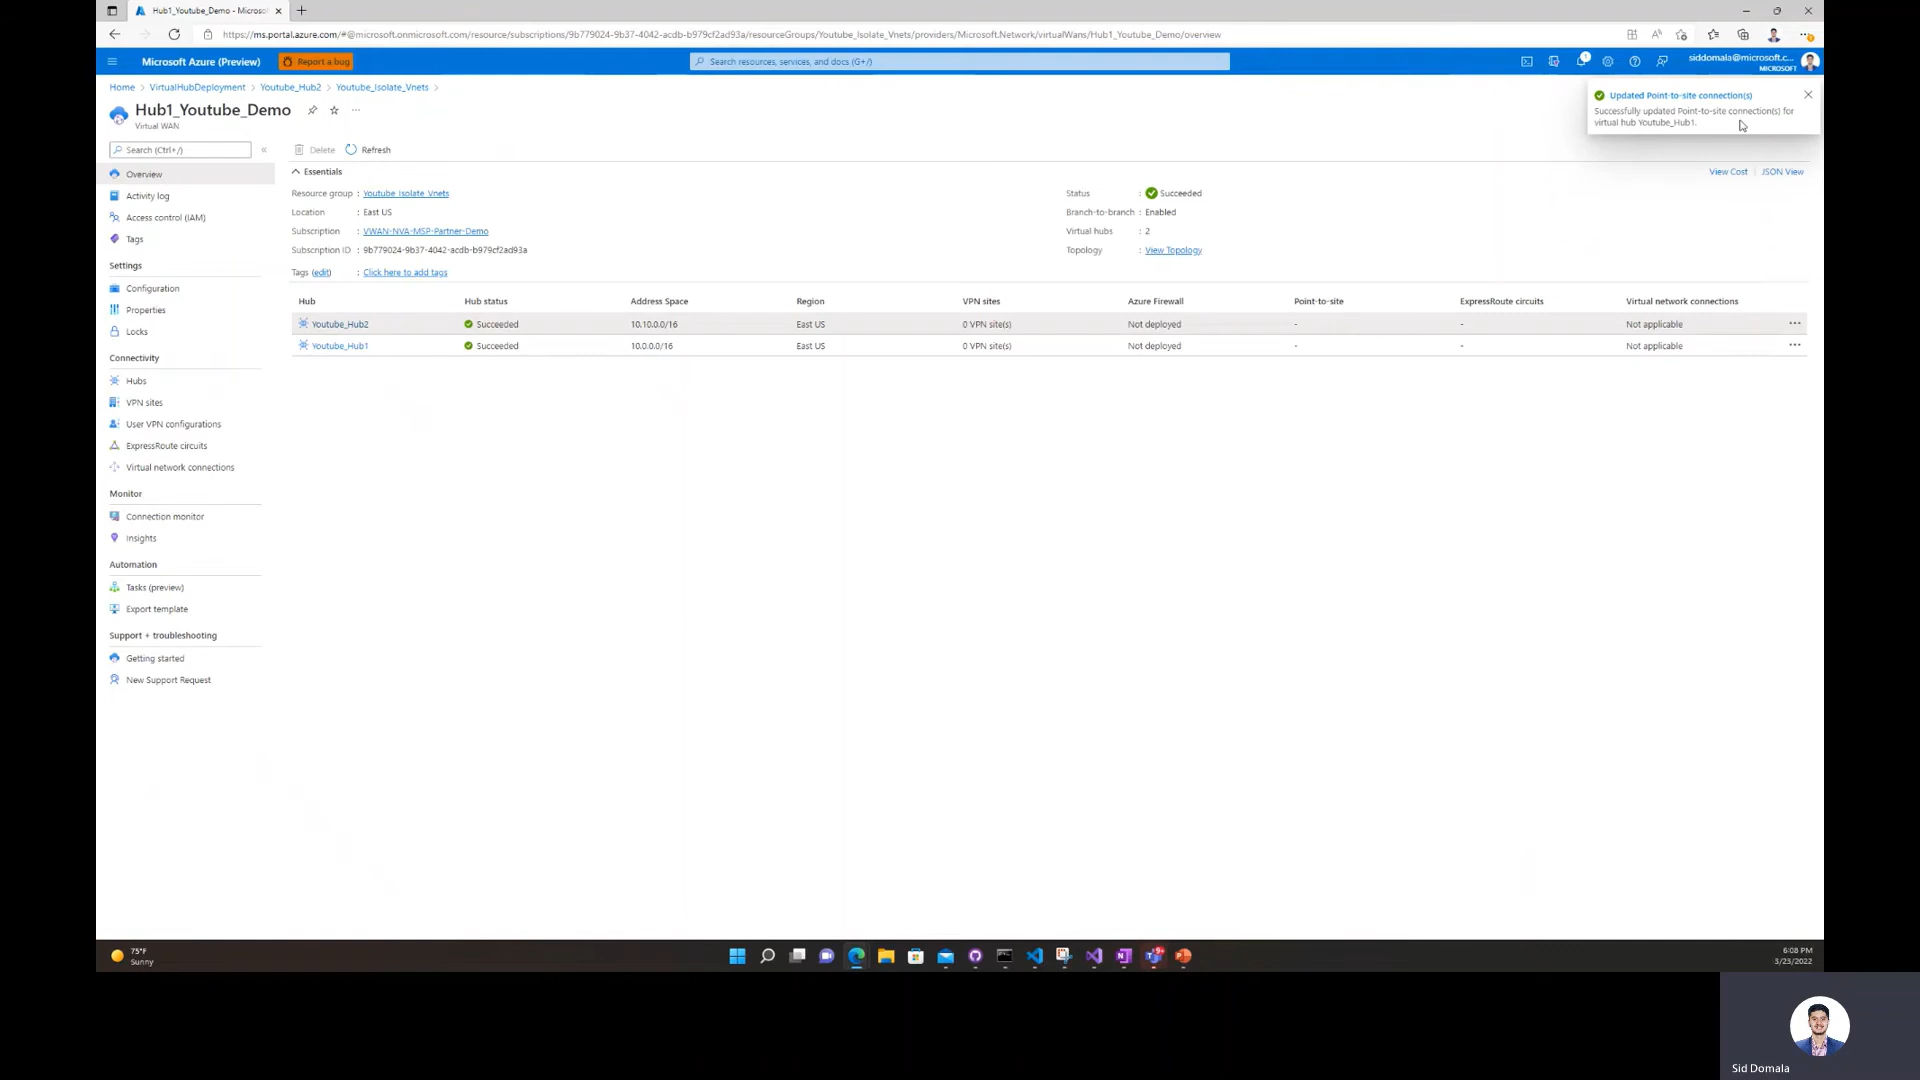 Hub1_Youtube_Demo - Microsof
https://ms.portal.azure.com/#@microsoft.onmicrosoft.com/resource/subscriptions/9b779024-9b37-4042-acdb-b979cf2ad93a/resourceGroups/Youtube_Isolate_Vnets/providers/Microsoft.Network/virtualWans/Hub1_Youtube_Demo/overview
Microsoft Azure (Preview)
Report a bug
Search resources, services, and docs (G+/)
1
siddomala@microsoft.c...
MICROSOFT
Home > VirtualHubDeployment > Youtube_Hub2 > Youtube_Isolate_Vnets >
Hub1_Youtube_Demo
Virtual WAN
Updated Point-to-site connection(s)
Successfully updated Point-to-site connection(s) for
virtual hub Youtube_Hub1.
Search (Ctrl+/)
Delete
Refresh
Overview
Activity log
Access control (IAM)
Tags
Settings
Configuration
Properties
Locks
Connectivity
Hubs
VPN sites
User VPN configurations
ExpressRoute circuits
Virtual network connections
Monitor
Connection monitor
Insights
Automation
Tasks (preview)
Export template
Support + troubleshooting
Getting started
New Support Request
Essentials
View Cost | JSON View
Resource group : Youtube_Isolate_Vnets
Location : East US
Subscription : VWAN-NVA-MSP-Partner-Demo
Subscription ID : 9b779024-9b37-4042-acdb-b979cf2ad93a
Tags (edit) : Click here to add tags
Status : Succeeded
Branch-to-branch : Enabled
Virtual hubs : 2
Topology : View Topology
Hub Hub status Address Space Region VPN sites Azure Firewall Point-to-site ExpressRoute circuits Virtual network connections
Youtube_Hub2 Succeeded 10.10.0.0/16 East US 0 VPN site(s) Not deployed - - Not applicable ...
Youtube_Hub1 Succeeded 10.0.0.0/16 East US 0 VPN site(s) Not deployed - - Not applicable ...
75°F
Sunny
6:08 PM
3/23/2022
Sid Domala